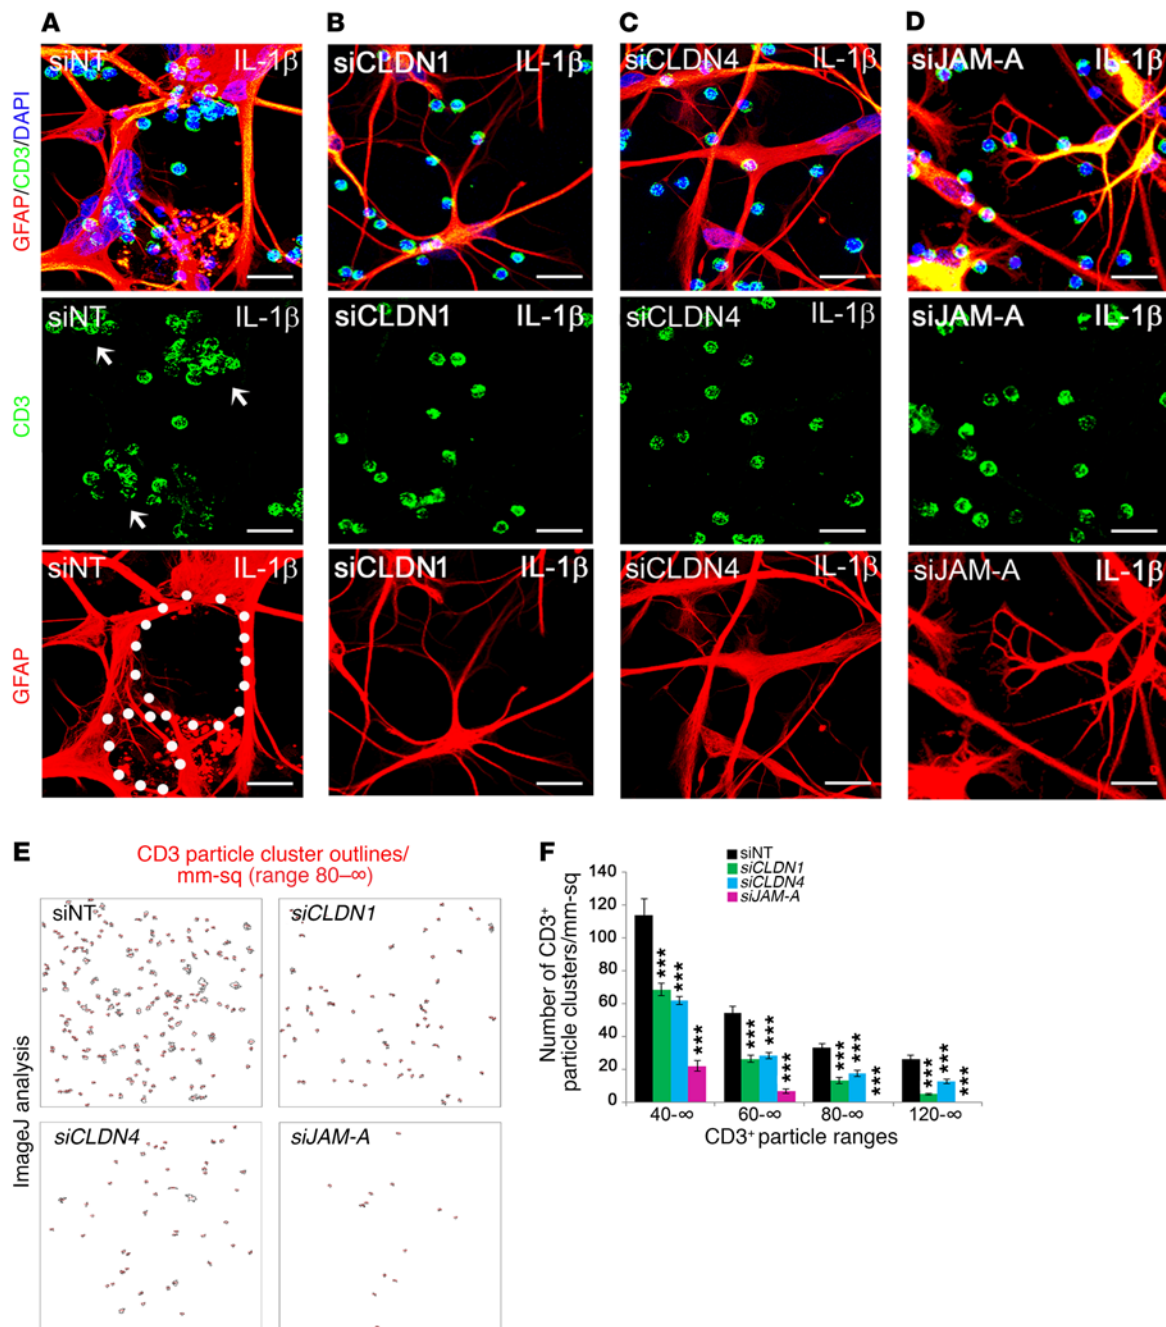 A
B
C
D
GFAP/CD3/DAPI
siNT IL-1β
siCLDN1 IL-1β
siCLDN4 IL-1β
siJAM-A IL-1β
CD3
siNT IL-1β
siCLDN1 IL-1β
siCLDN4 IL-1β
siJAM-A IL-1β
GFAP
siNT IL-1β
siCLDN1 IL-1β
siCLDN4 IL-1β
siJAM-A IL-1β
E
CD3 particle cluster outlines/
mm-sq (range 80–∞)
ImageJ analysis
siNT
siCLDN1
siCLDN4
siJAM-A
F
siNT
siCLDN1
siCLDN4
siJAM-A
Number of CD3⁺
particle clusters/mm-sq
140
120
100
80
60
40
20
0
*** *** ***
*** *** ***
*** *** ***
*** *** ***
40-∞ 60-∞ 80-∞ 120-∞
CD3⁺ particle ranges